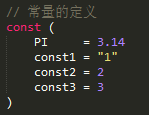 // 常量的定义
const (
    PI     = 3.14
    const1 = "1"
    const2 = 2
    const3 = 3
)